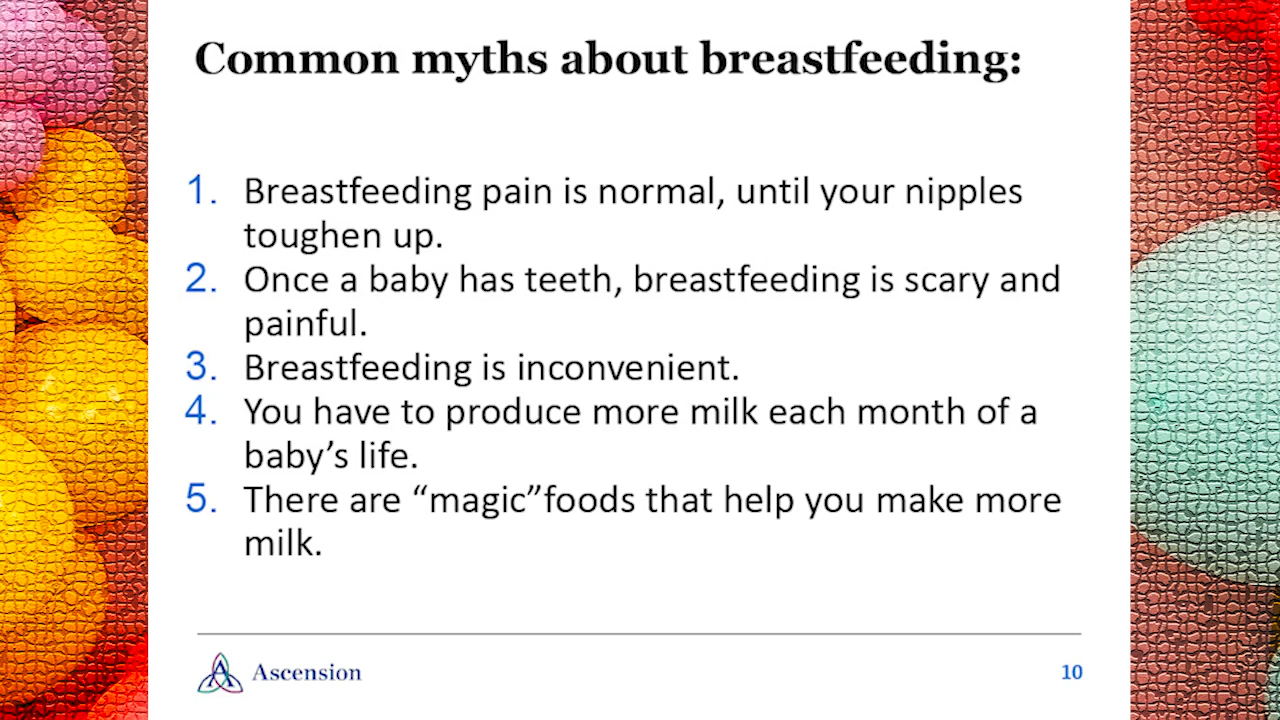 Common myths about breastfeeding:
1. Breastfeeding pain is normal, until your nipples
toughen up.
2. Once a baby has teeth, breastfeeding is scary and
painful.
3. Breastfeeding is inconvenient.
4. You have to produce more milk each month of a
baby’s life.
5. There are “magic”foods that help you make more
milk.
Ascension
10